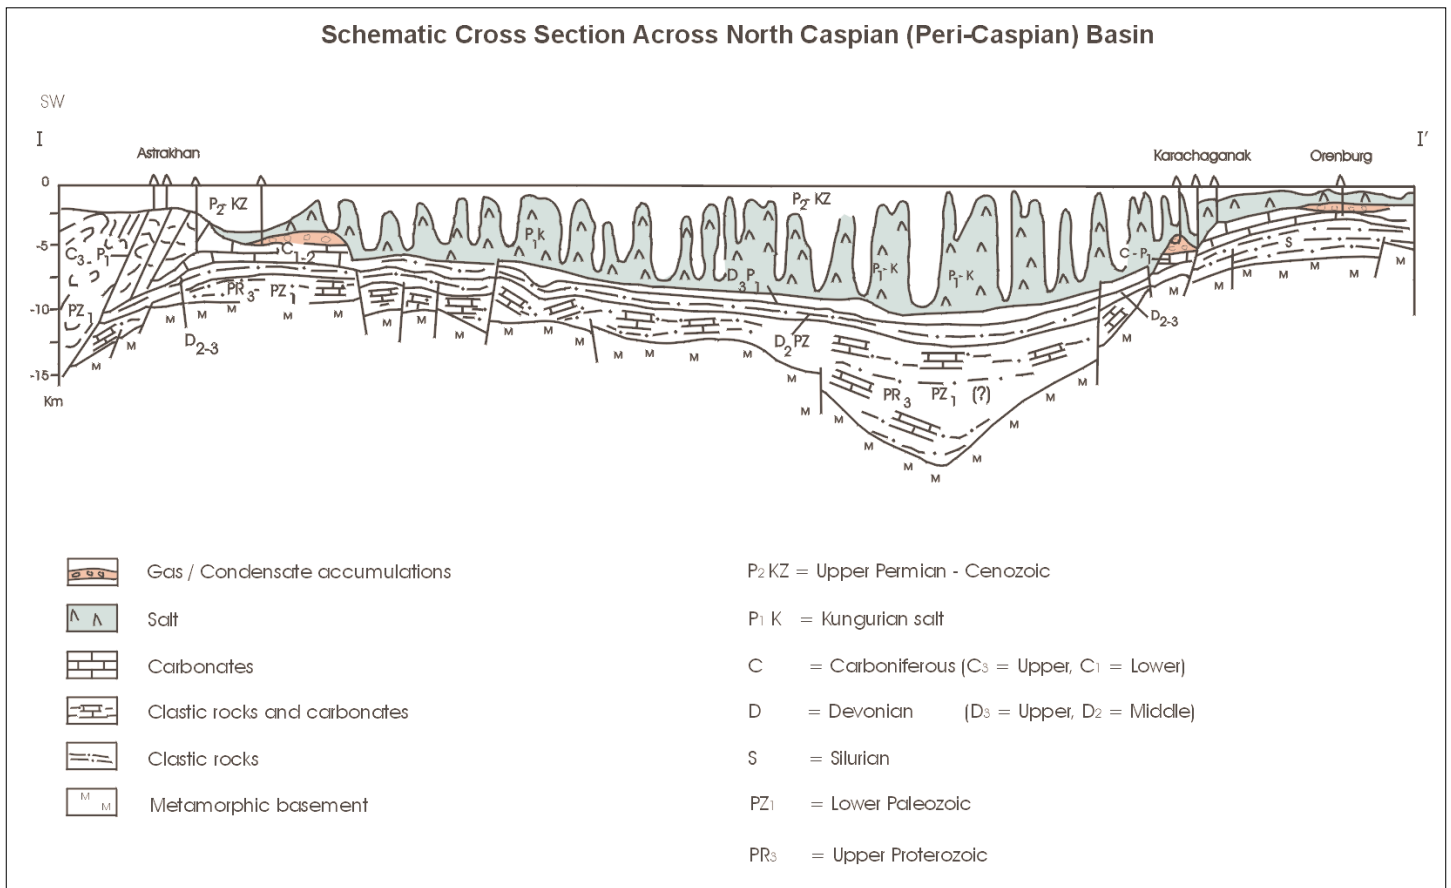 Schematic Cross Section Across North Caspian (Peri-Caspian) Basin
SW
I
I'
Astrakhan
Karachaganak
Orenburg
0
-5
-10
-15
Km
P2- KZ
P2- KZ
C3- P1
C1-2
PZ1
PR3- PZ1
D2-3
P1K
D3P1
P1- K
P1- K
D2 PZ
PR3 PZ1 (?)
C - P1
D2-3
S
M M M M M M M M M M M M M M M M M M M M M M M M M M M M M M M
Gas / Condensate accumulations
Salt
Carbonates
Clastic rocks and carbonates
Clastic rocks
M M
Metamorphic basement
P2 KZ = Upper Permian - Cenozoic
P1 K = Kungurian salt
C = Carboniferous (C3 = Upper, C1 = Lower)
D = Devonian (D3 = Upper, D2 = Middle)
S = Silurian
PZ1 = Lower Paleozoic
PR3 = Upper Proterozoic